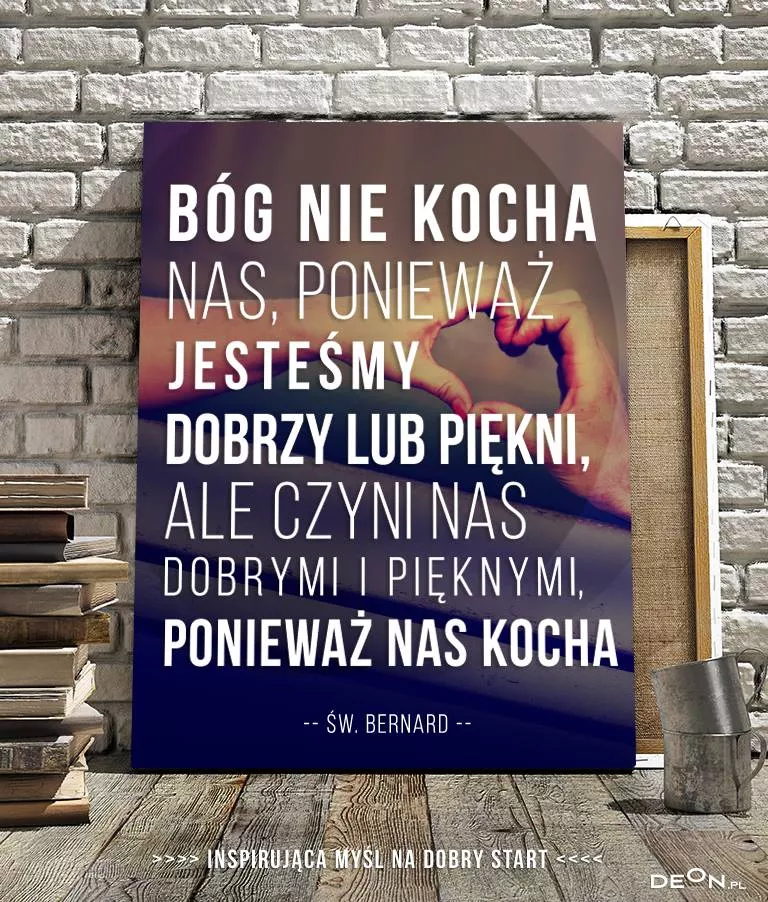 BÓG NIE KOCHA
NAS, PONIEWAŻ
JESTEŚMY
DOBRZY LUB PIĘKNI,
ALE CZYNI NAS
DOBRYMI I PIĘKNYMI,
PONIEWAŻ NAS KOCHA
-- ŚW. BERNARD --
>>>> INSPIRUJĄCA MYŚL NA DOBRY START <<<<
DEON.PL